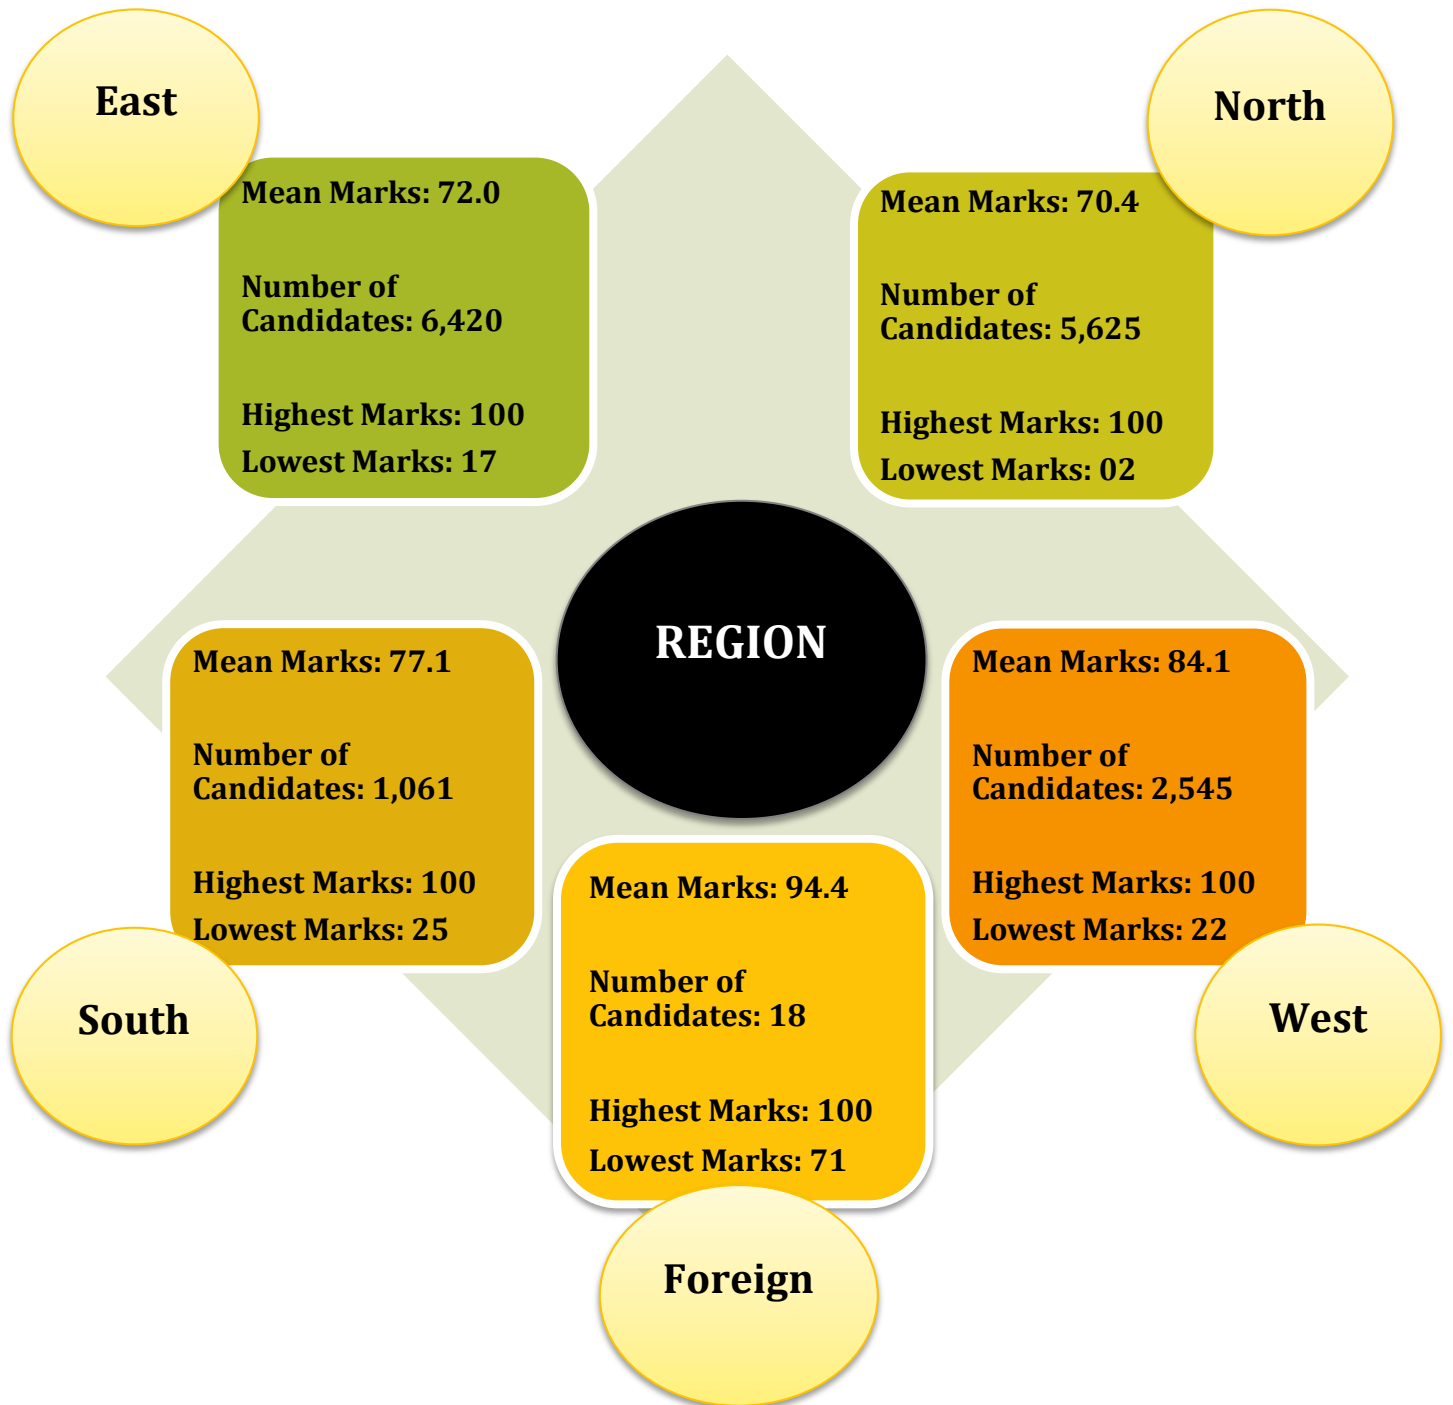 East
Mean Marks: 72.0
Number of
Candidates: 6,420
Highest Marks: 100
Lowest Marks: 17
North
Mean Marks: 70.4
Number of
Candidates: 5,625
Highest Marks: 100
Lowest Marks: 02
REGION
South
Mean Marks: 77.1
Number of
Candidates: 1,061
Highest Marks: 100
Lowest Marks: 25
Mean Marks: 94.4
Number of
Candidates: 18
Highest Marks: 100
Lowest Marks: 71
Foreign
Mean Marks: 84.1
Number of
Candidates: 2,545
Highest Marks: 100
Lowest Marks: 22
West